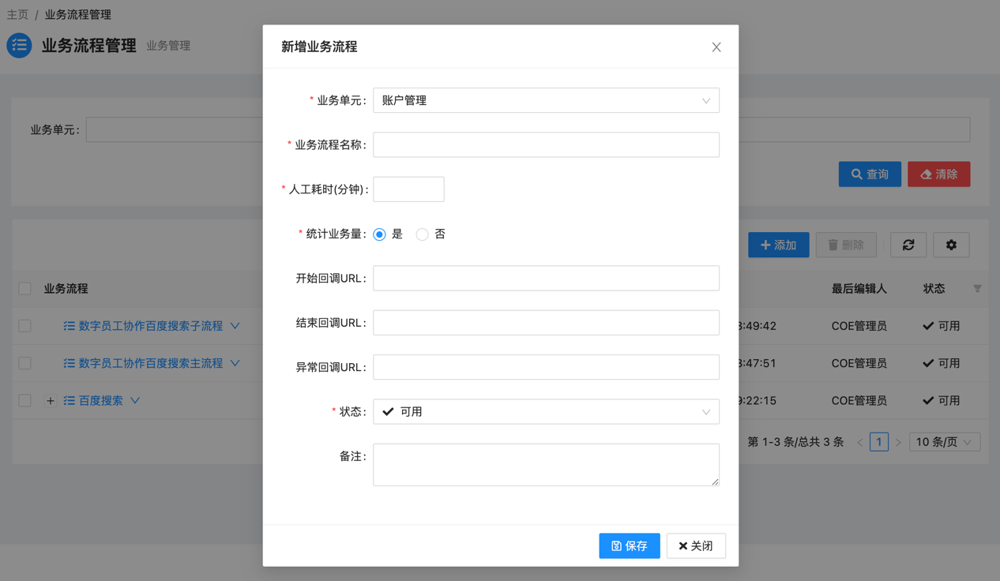 主页 / 业务流程管理
业务流程管理 业务管理
新增业务流程
* 业务单元: 账户管理
业务单元:
* 业务流程名称:
查询 清除
* 人工耗时(分钟):
* 统计业务量: 是 否
添加 删除
开始回调URL:
业务流程 最后编辑人 状态
结束回调URL:
数字员工协作百度搜索子流程 :49:42 COE管理员 可用
异常回调URL:
数字员工协作百度搜索主流程 :47:51 COE管理员 可用
百度搜索 :22:15 COE管理员 可用
* 状态: 可用
第 1-3 条/总共 3 条 < 1 > 10 条/页
备注:
保存 关闭